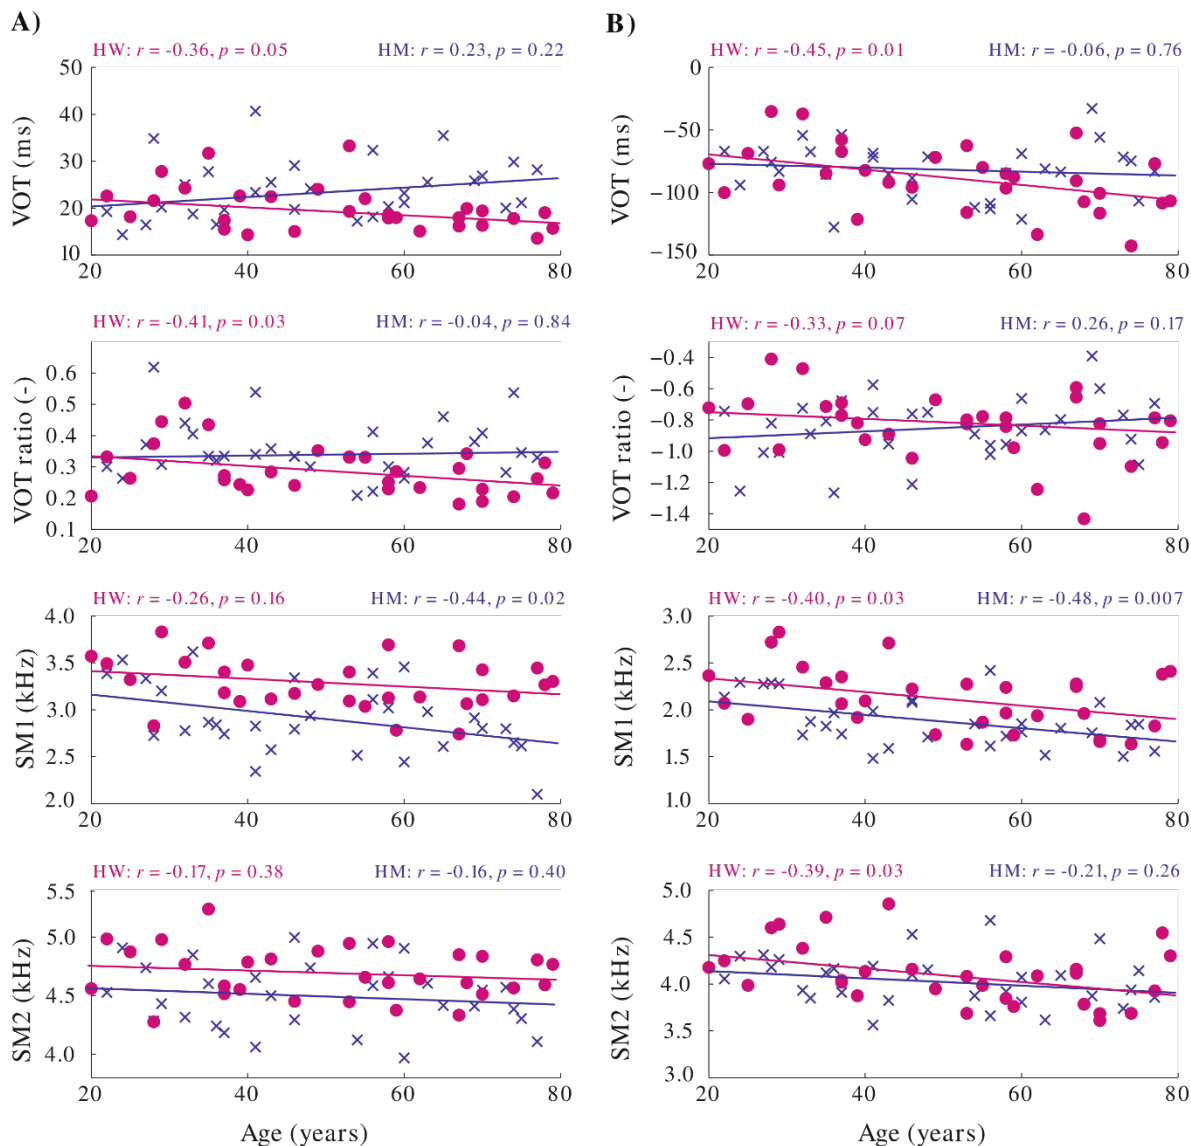 A)
HW: r = -0.36, p = 0.05 HM: r = 0.23, p = 0.22
VOT (ms)
50
40
30
20
10
20 40 60 80
HW: r = -0.41, p = 0.03 HM: r = -0.04, p = 0.84
VOT ratio (-)
0.6
0.5
0.4
0.3
0.2
0.1
20 40 60 80
HW: r = -0.26, p = 0.16 HM: r = -0.44, p = 0.02
SM1 (kHz)
4.0
3.5
3.0
2.5
2.0
20 40 60 80
HW: r = -0.17, p = 0.38 HM: r = -0.16, p = 0.40
SM2 (kHz)
5.5
5.0
4.5
4.0
20 40 60 80
Age (years)
B)
HW: r = -0.45, p = 0.01 HM: r = -0.06, p = 0.76
VOT (ms)
0
−50
−100
−150
20 40 60 80
HW: r = -0.33, p = 0.07 HM: r = 0.26, p = 0.17
VOT ratio (-)
−0.4
−0.6
−0.8
−1.0
−1.2
−1.4
20 40 60 80
HW: r = -0.40, p = 0.03 HM: r = -0.48, p = 0.007
SM1 (kHz)
3.0
2.5
2.0
1.5
1.0
20 40 60 80
HW: r = -0.39, p = 0.03 HM: r = -0.21, p = 0.26
SM2 (kHz)
5.0
4.5
4.0
3.5
3.0
20 40 60 80
Age (years)